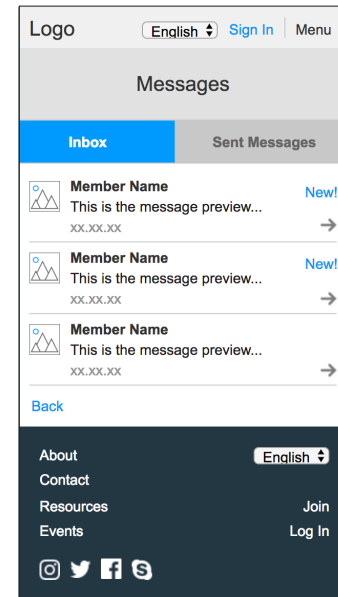 Logo English Sign In Menu
Messages
Inbox Sent Messages
Member Name
New!
This is the message preview...
xx.xx.xx
Member Name
New!
This is the message preview...
xx.xx.xx
Member Name
This is the message preview...
xx.xx.xx
Back
About English
Contact
Resources Join
Events Log In